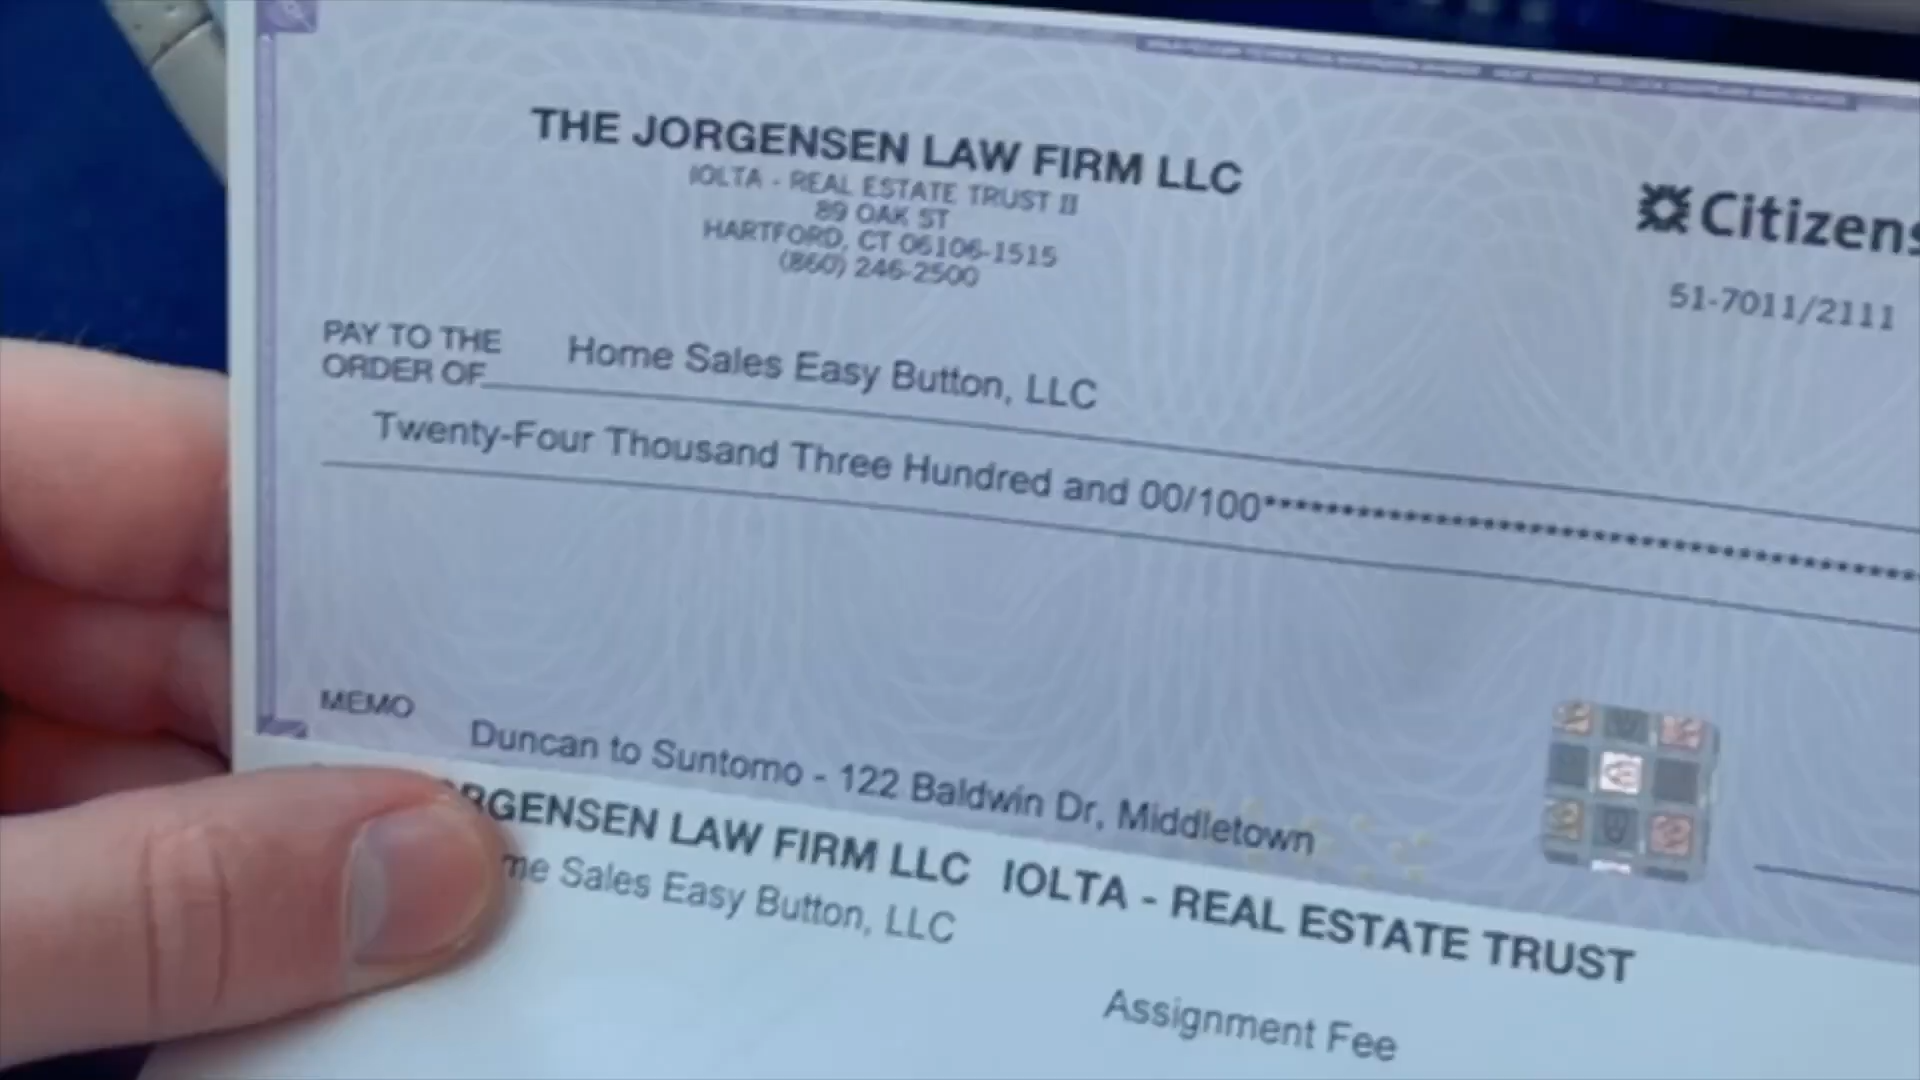 THE JORGENSEN LAW FIRM LLC
IOLTA - REAL ESTATE TRUST II
89 OAK ST
HARTFORD, CT 06106-1515
(860) 246-2500
Citizens
51-7011/2111
PAY TO THE
ORDER OF
Home Sales Easy Button, LLC
Twenty-Four Thousand Three Hundred and 00/100
MEMO
Duncan to Suntomo - 122 Baldwin Dr, Middletown
RGENSEN LAW FIRM LLC IOLTA - REAL ESTATE TRUST
me Sales Easy Button, LLC
Assignment Fee